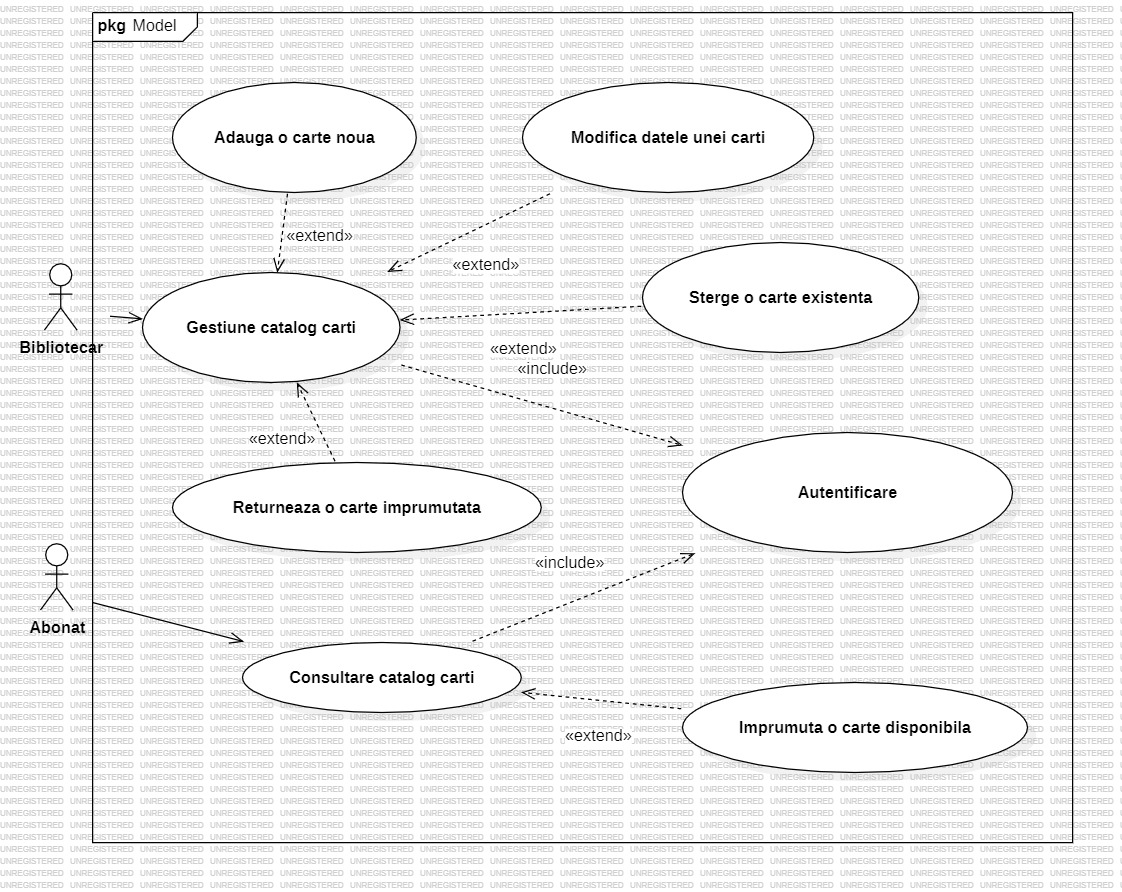 pkg Model
Adauga o carte noua
Modifica datele unei carti
«extend»
«extend»
Sterge o carte existenta
Gestiune catalog carti
Bibliotecar
«extend»
«include»
«extend»
Autentificare
Returneaza o carte imprumutata
«include»
Abonat
Consultare catalog carti
Imprumuta o carte disponibila
«extend»
UNREGISTERED